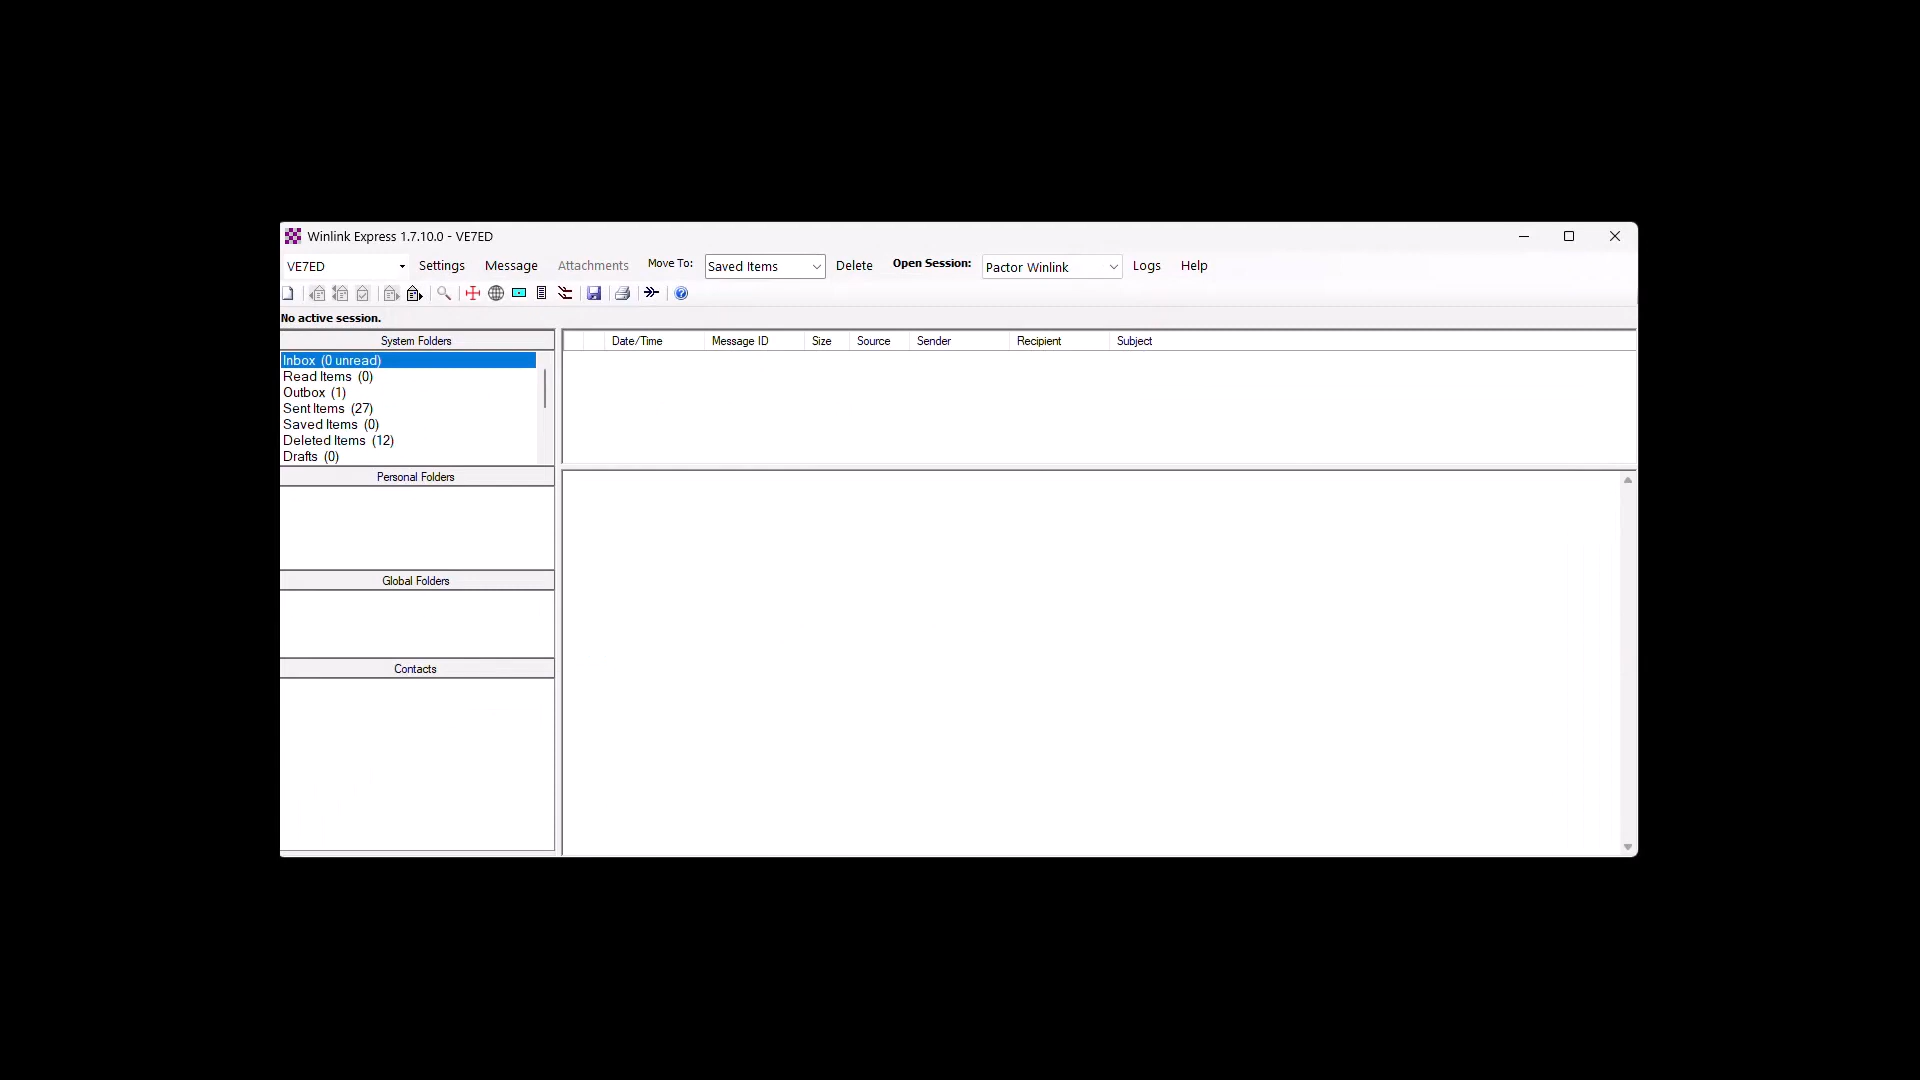 Winlink Express 1.7.10.0 - VE7ED
VE7ED Settings Message Attachments Move To: Saved Items Delete Open Session: Pactor Winlink Logs Help
No active session.
System Folders
Inbox (0 unread)
Read Items (0)
Outbox (1)
Sent Items (27)
Saved Items (0)
Deleted Items (12)
Drafts (0)
Personal Folders
Global Folders
Contacts
Date/Time Message ID Size Source Sender Recipient Subject